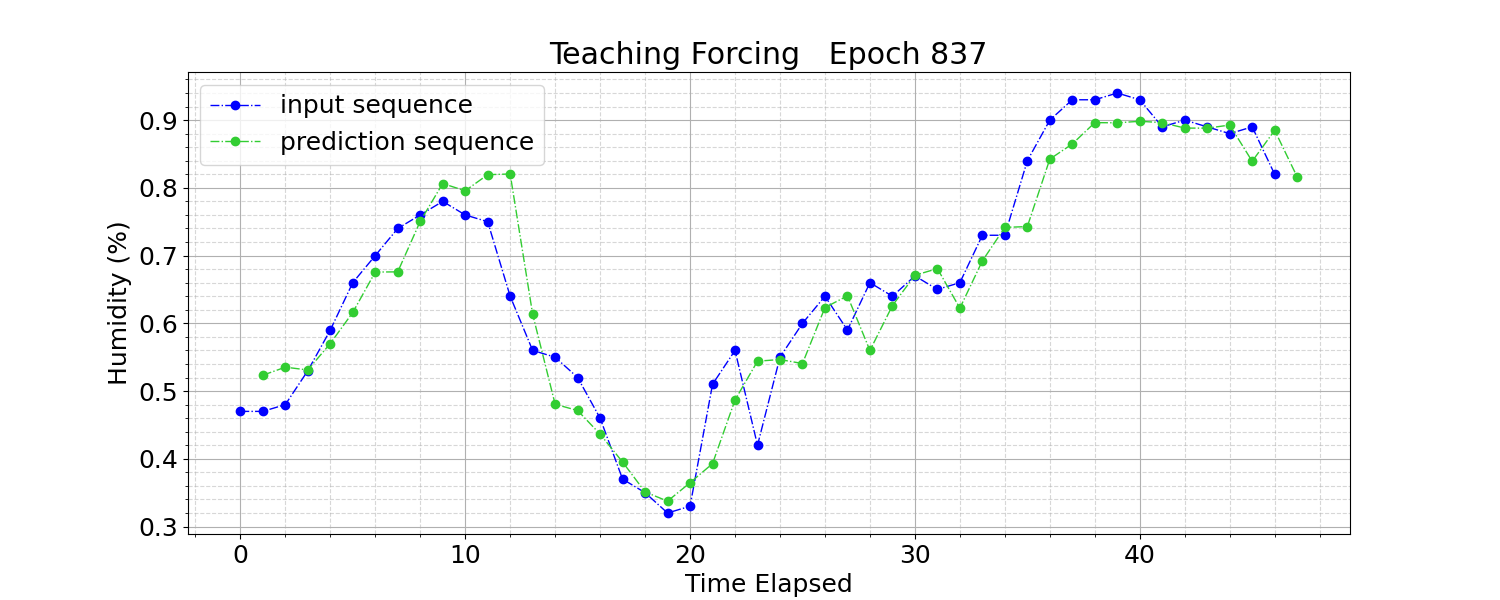 Teaching Forcing   Epoch 837
input sequence
prediction sequence
Humidity (%)
0.9
0.8
0.7
0.6
0.5
0.4
0.3
0 10 20 30 40
Time Elapsed